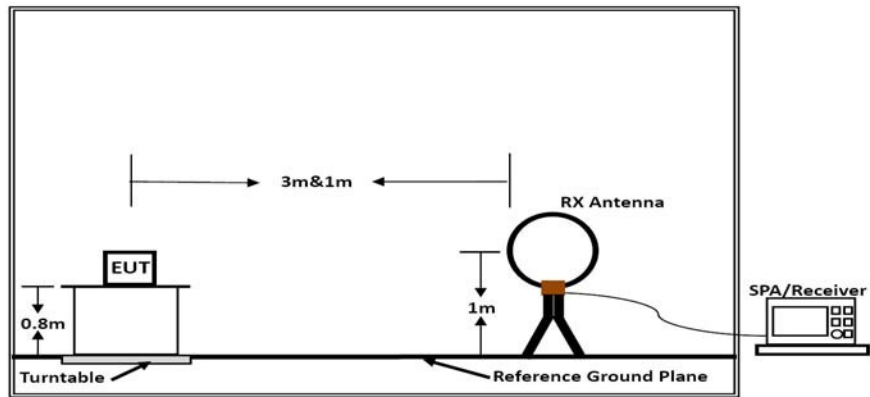 3m&1m
RX Antenna
EUT
SPA/Receiver
0.8m
1m
Turntable
Reference Ground Plane